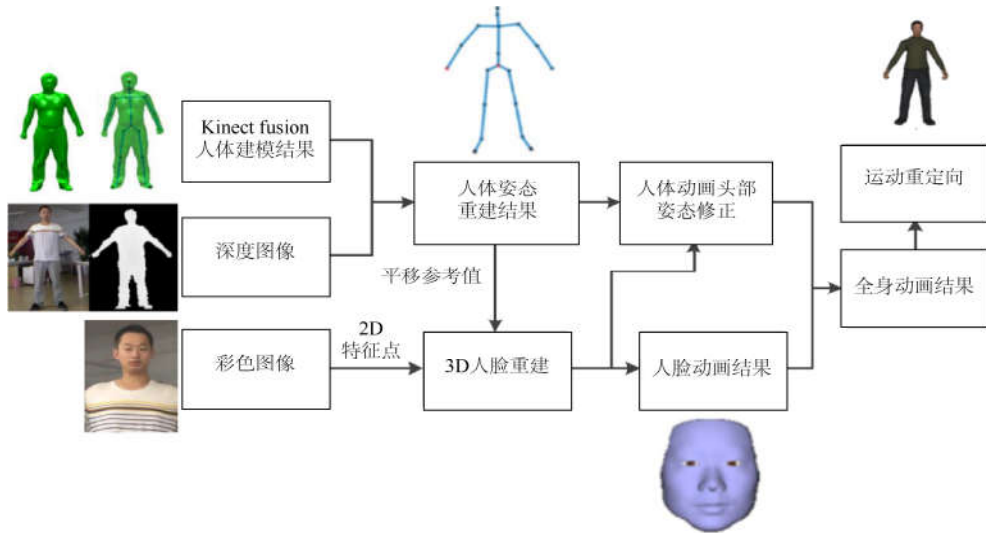 Kinect fusion
人体建模结果
深度图像
彩色图像
2D
特征点
人体姿态
重建结果
平移参考值
3D人脸重建
人体动画头部
姿态修正
人脸动画结果
运动重定向
全身动画结果